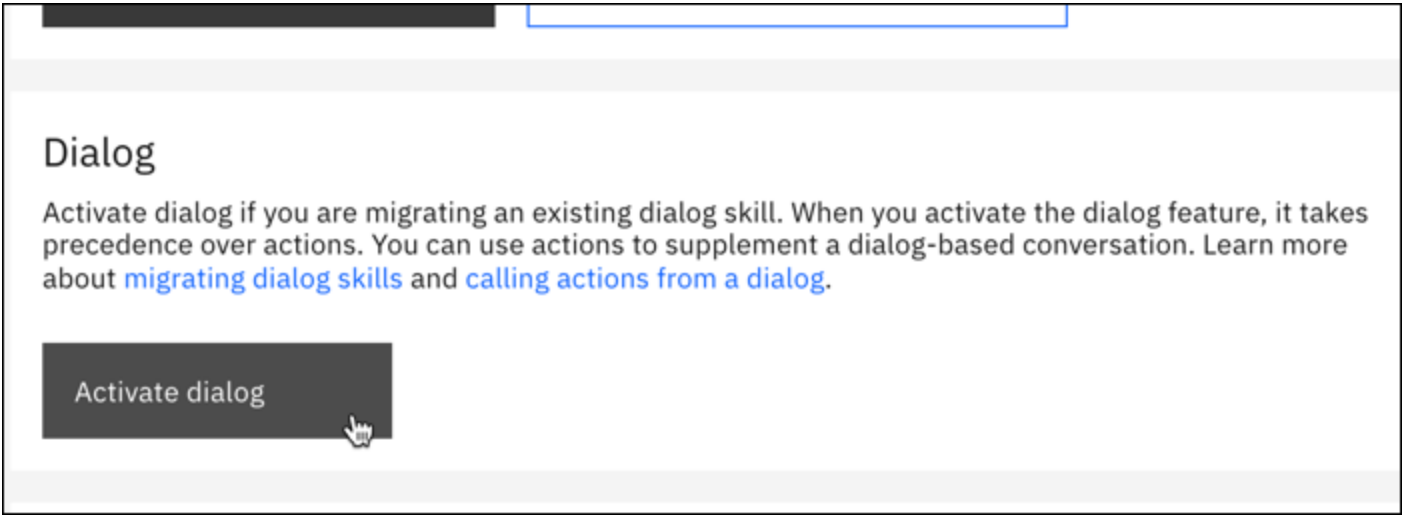 Dialog
Activate dialog if you are migrating an existing dialog skill. When you activate the dialog feature, it takes
precedence over actions. You can use actions to supplement a dialog-based conversation. Learn more
about migrating dialog skills and calling actions from a dialog.
Activate dialog